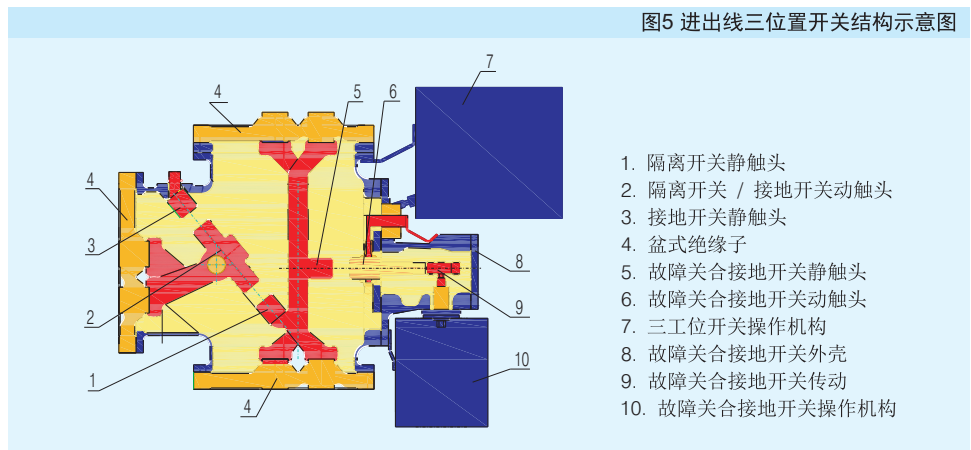 图5 进出线三位置开关结构示意图
7
4
5
6
4
3
8
2
9
1
4
10
1. 隔离开关静触头
2. 隔离开关 / 接地开关动触头
3. 接地开关静触头
4. 盆式绝缘子
5. 故障关合接地开关静触头
6. 故障关合接地开关动触头
7. 三工位开关操作机构
8. 故障关合接地开关外壳
9. 故障关合接地开关传动
10. 故障关合接地开关操作机构